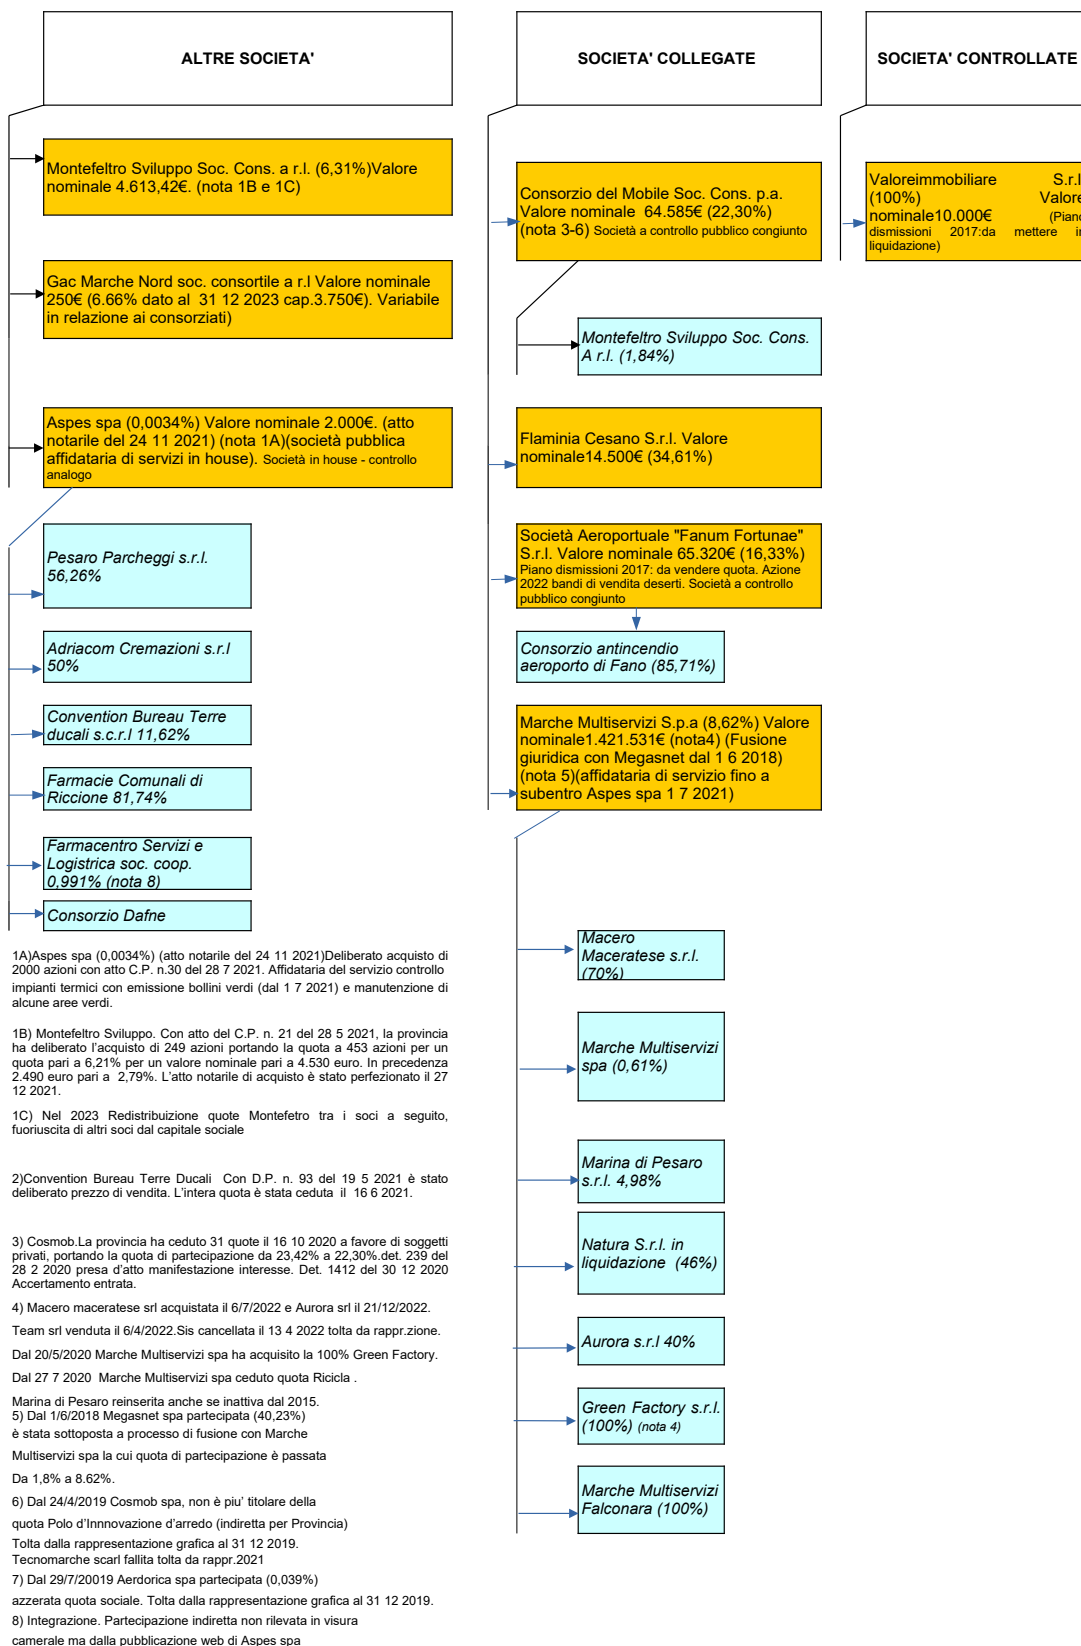 ALTRE SOCIETA'
Montefeltro Sviluppo Soc. Cons. a r.l. (6,31%)Valore
nominale 4.613,42€. (nota 1B e 1C)
Gac Marche Nord soc. consortile a r.l Valore nominale
250€ (6.66% dato al 31 12 2023 cap.3.750€). Variabile
in relazione ai consorziati)
Aspes spa (0,0034%) Valore nominale 2.000€. (atto
notarile del 24 11 2021) (nota 1A)(società pubblica
affidataria di servizi in house). Società in house - controllo
analogo
Pesaro Parcheggi s.r.l.
56,26%
Adriacom Cremazioni s.r.l
50%
Convention Bureau Terre
ducali s.c.r.l 11,62%
Farmacie Comunali di
Riccione 81,74%
Farmacentro Servizi e
Logistrica soc. coop.
0,991% (nota 8)
Consorzio Dafne
SOCIETA' COLLEGATE
Consorzio del Mobile Soc. Cons. p.a.
Valore nominale 64.585€ (22,30%)
(nota 3-6) Società a controllo pubblico congiunto
Montefeltro Sviluppo Soc. Cons.
A r.l. (1,84%)
Flaminia Cesano S.r.l. Valore
nominale14.500€ (34,61%)
Società Aeroportuale "Fanum Fortunae"
S.r.l. Valore nominale 65.320€ (16,33%)
Piano dismissioni 2017: da vendere quota. Azione
2022 bandi di vendita deserti. Società a controllo
pubblico congiunto
Consorzio antincendio
aeroporto di Fano (85,71%)
Marche Multiservizi S.p.a (8,62%) Valore
nominale1.421.531€ (nota4) (Fusione
giuridica con Megasnet dal 1 6 2018)
(nota 5)(affidataria di servizio fino a
subentro Aspes spa 1 7 2021)
Macero
Maceratese s.r.l.
(70%)
Marche Multiservizi
spa (0,61%)
Marina di Pesaro
s.r.l. 4,98%
Natura S.r.l. in
liquidazione (46%)
Aurora s.r.l 40%
Green Factory s.r.l.
(100%) (nota 4)
Marche Multiservizi
Falconara (100%)
SOCIETA' CONTROLLATE
Valoreimmobiliare S.r.l
(100%) Valore
nominale10.000€ (Piano
dismissioni 2017:da mettere in
liquidazione)
1A)Aspes spa (0,0034%) (atto notarile del 24 11 2021)Deliberato acquisto di
2000 azioni con atto C.P. n.30 del 28 7 2021. Affidataria del servizio controllo
impianti termici con emissione bollini verdi (dal 1 7 2021) e manutenzione di
alcune aree verdi.
1B) Montefeltro Sviluppo. Con atto del C.P. n. 21 del 28 5 2021, la provincia
ha deliberato l'acquisto di 249 azioni portando la quota a 453 azioni per un
quota pari a 6,21% per un valore nominale pari a 4.530 euro. In precedenza
2.490 euro pari a 2,79%. L'atto notarile di acquisto è stato perfezionato il 27
12 2021.
1C) Nel 2023 Redistribuizione quote Montefetro tra i soci a seguito,
fuoriuscita di altri soci dal capitale sociale
2)Convention Bureau Terre Ducali Con D.P. n. 93 del 19 5 2021 è stato
deliberato prezzo di vendita. L'intera quota è stata ceduta il 16 6 2021.
3) Cosmob.La provincia ha ceduto 31 quote il 16 10 2020 a favore di soggetti
privati, portando la quota di partecipazione da 23,42% a 22,30%.det. 239 del
28 2 2020 presa d'atto manifestazione interesse. Det. 1412 del 30 12 2020
Accertamento entrata.
4) Macero maceratese srl acquistata il 6/7/2022 e Aurora srl il 21/12/2022.
Team srl venduta il 6/4/2022.Sis cancellata il 13 4 2022 tolta da rappr.zione.
Dal 20/5/2020 Marche Multiservizi spa ha acquisito la 100% Green Factory.
Dal 27 7 2020 Marche Multiservizi spa ceduto quota Ricicla .
Marina di Pesaro reinserita anche se inattiva dal 2015.
5) Dal 1/6/2018 Megasnet spa partecipata (40,23%)
è stata sottoposta a processo di fusione con Marche
Multiservizi spa la cui quota di partecipazione è passata
Da 1,8% a 8.62%.
6) Dal 24/4/2019 Cosmob spa, non è piu' titolare della
quota Polo d'Innnovazione d'arredo (indiretta per Provincia)
Tolta dalla rappresentazione grafica al 31 12 2019.
Tecnomarche scarl fallita tolta da rappr.2021
7) Dal 29/7/20019 Aerdorica spa partecipata (0,039%)
azzerata quota sociale. Tolta dalla rappresentazione grafica al 31 12 2019.
8) Integrazione. Partecipazione indiretta non rilevata in visura
camerale ma dalla pubblicazione web di Aspes spa